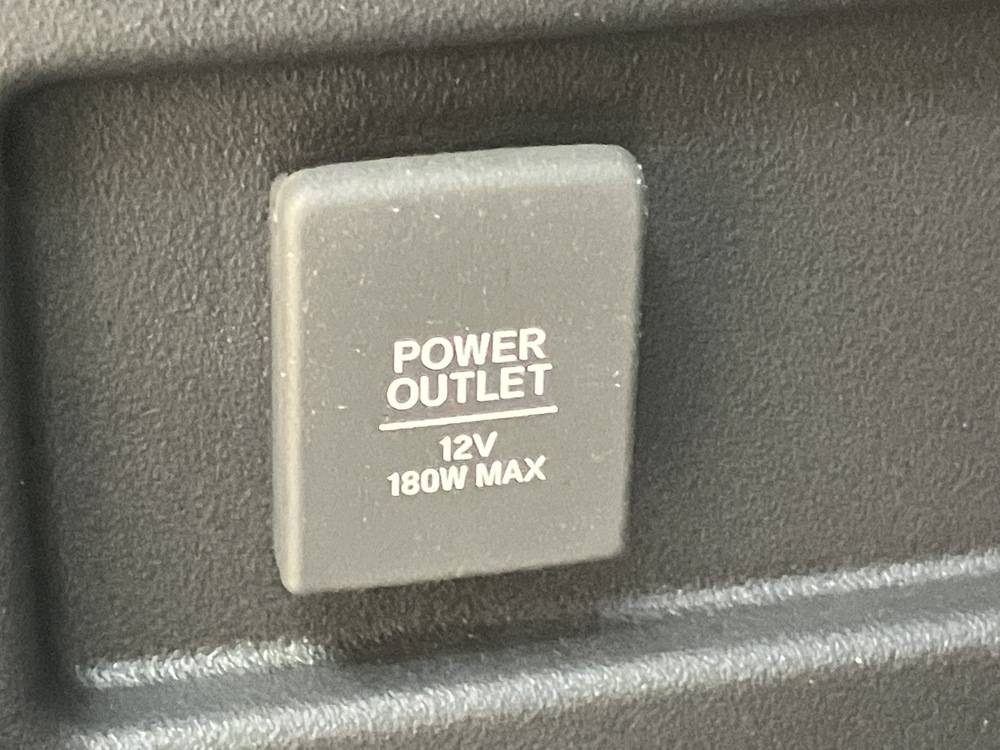 POWER
OUTLET
12V
180W MAX